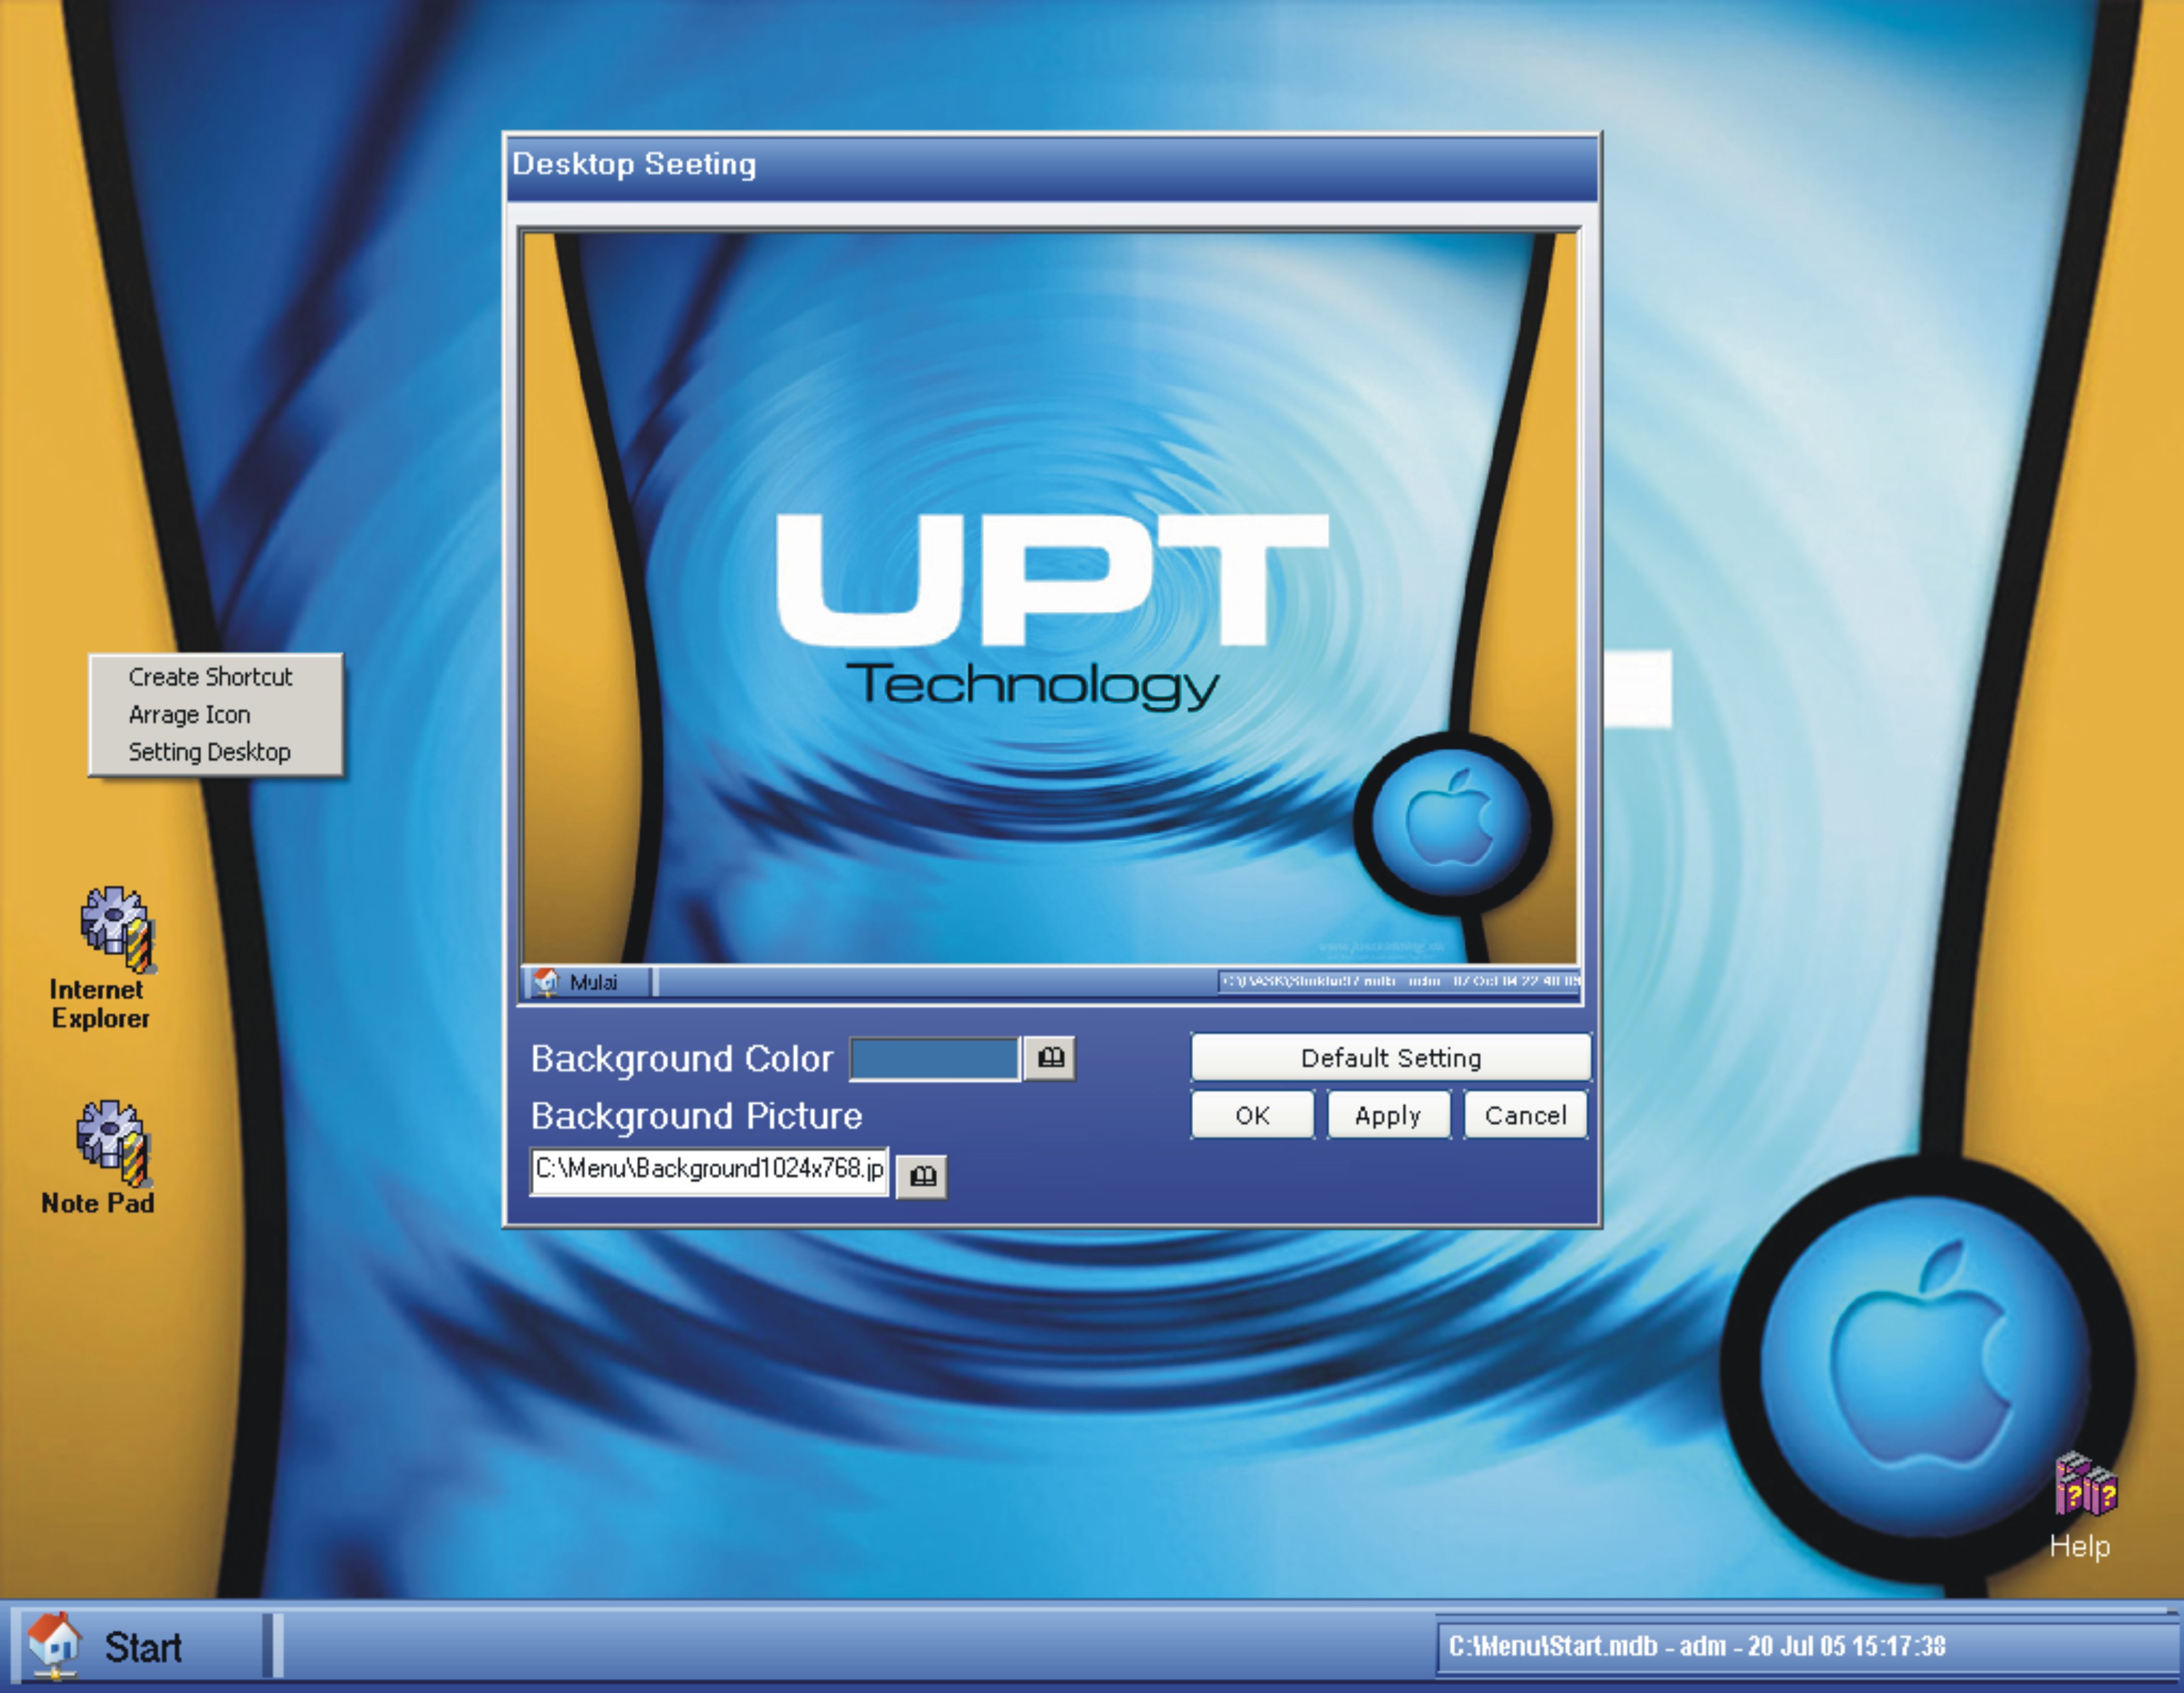 Desktop Seeting
UPT
Technology
Mulai
Create Shortcut
Arrage Icon
Setting Desktop
Internet
Explorer
Note Pad
Background Color
Default Setting
Background Picture
OK
Apply
Cancel
C:\Menu\Background1024x768.jp
Help
Start
C:\Menu\Start.mdb - adm - 20 Jul 05 15:17:38